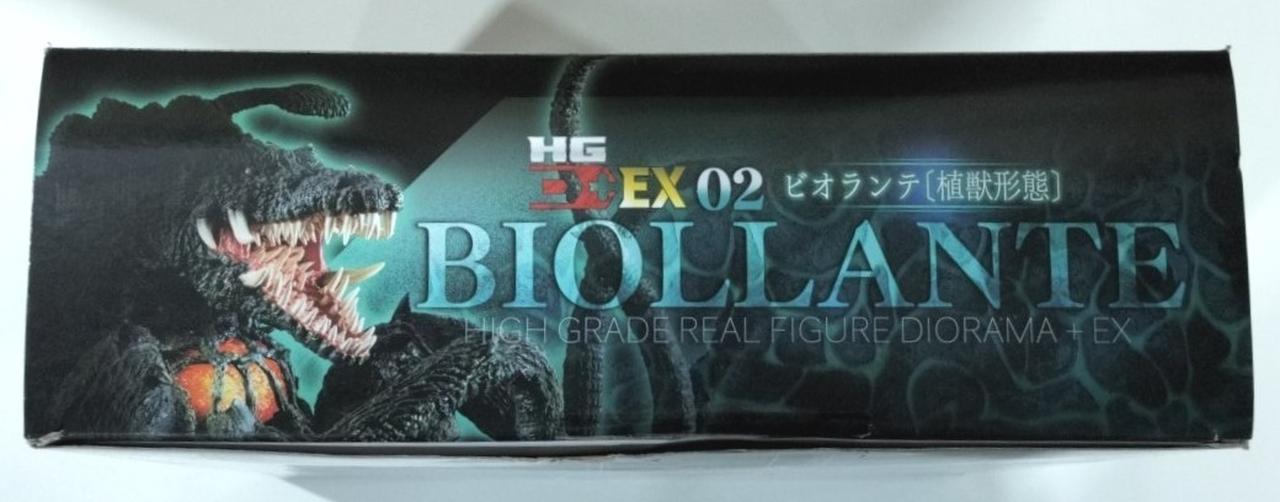 HG
D+ EX 02 ビオランテ〔植獣形態〕
BIOLLANTE
HIGH GRADE REAL FIGURE DIORAMA + EX